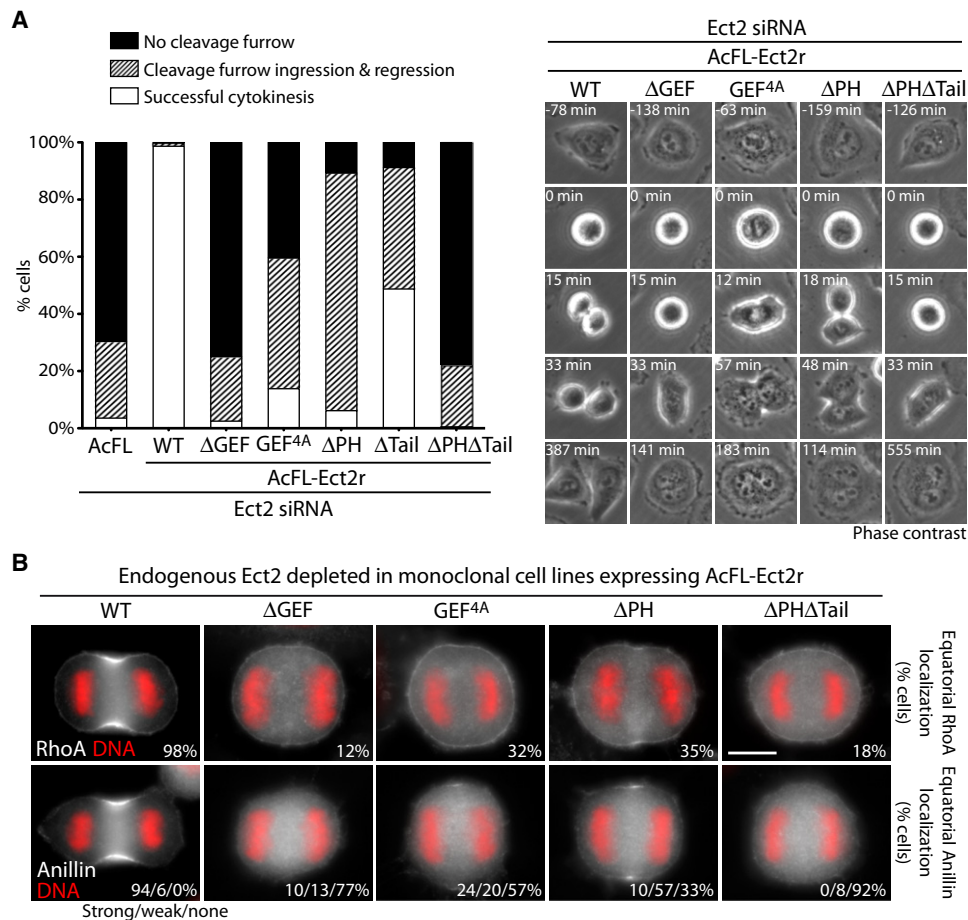 A
No cleavage furrow
Cleavage furrow ingression & regression
Successful cytokinesis
100%
80%
60%
40%
20%
0%
% cells
AcFL
WT
ΔGEF
GEF4A
ΔPH
ΔTail
ΔPHΔTail
AcFL-Ect2r
Ect2 siRNA
Ect2 siRNA
AcFL-Ect2r
WT ΔGEF GEF4A ΔPH ΔPHΔTail
-78 min -138 min -63 min -159 min -126 min
0 min 0 min 0 min 0 min 0 min
15 min 15 min 12 min 18 min 15 min
33 min 33 min 57 min 48 min 33 min
387 min 141 min 183 min 114 min 555 min
Phase contrast
B
Endogenous Ect2 depleted in monoclonal cell lines expressing AcFL-Ect2r
WT ΔGEF GEF4A ΔPH ΔPHΔTail
RhoA DNA 98% 12% 32% 35% 18%
Equatorial RhoA
localization
(% cells)
Anillin
DNA 94/6/0% 10/13/77% 24/20/57% 10/57/33% 0/8/92%
Equatorial Anillin
localization
(% cells)
Strong/weak/none